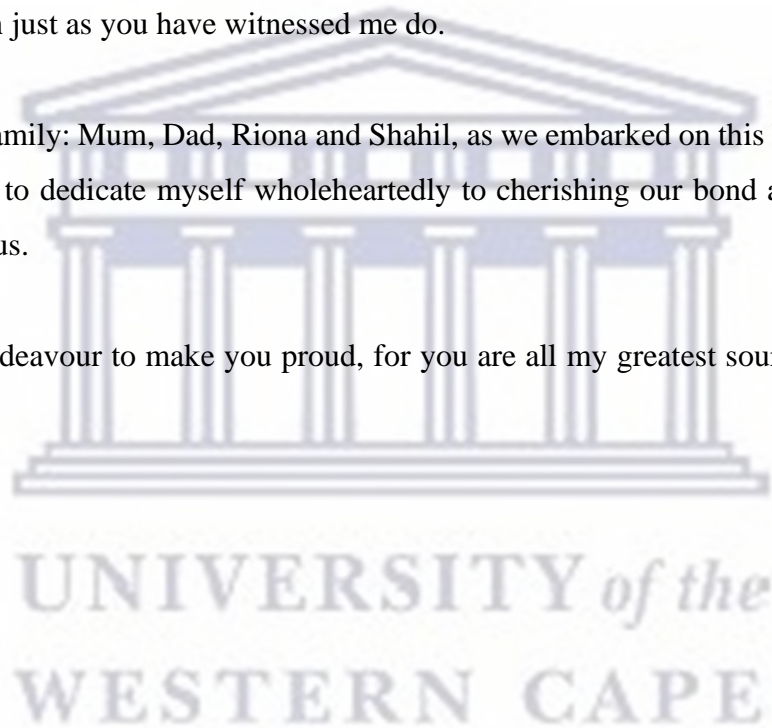 just as you have witnessed me do.
amily: Mum, Dad, Riona and Shahil, as we embarked on this
to dedicate myself wholeheartedly to cherishing our bond a
us.
deavour to make you proud, for you are all my greatest sour
UNIVERSITY of the
WESTERN CAPE